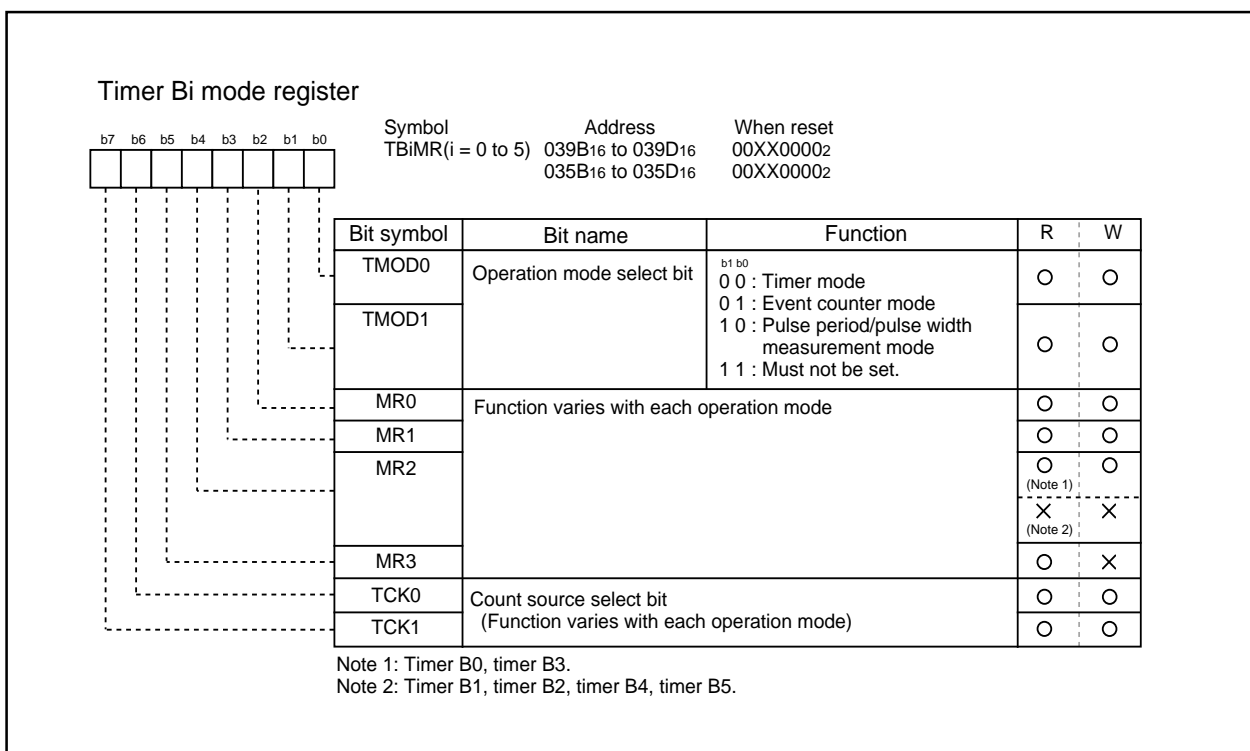 Timer Bi mode register
b7 b6 b5 b4 b3 b2 b1 b0
Symbol Address When reset
TBiMR(i = 0 to 5) 039B16 to 039D16 00XX00002
035B16 to 035D16 00XX00002
Bit symbol Bit name Function R W
TMOD0 Operation mode select bit b1 b0
0 0 : Timer mode
0 1 : Event counter mode
TMOD1 1 0 : Pulse period/pulse width
measurement mode
1 1 : Must not be set.
MR0 Function varies with each operation mode
MR1
MR2
(Note 1)
(Note 2)
MR3
TCK0 Count source select bit
TCK1 (Function varies with each operation mode)
Note 1: Timer B0, timer B3.
Note 2: Timer B1, timer B2, timer B4, timer B5.